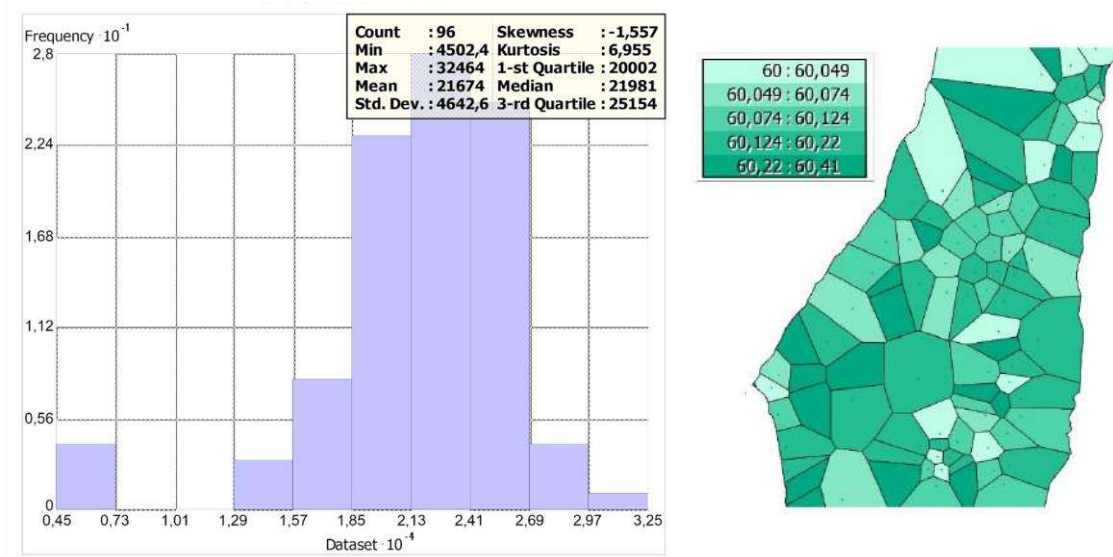 Frequency · 10⁻¹
Count : 96 Skewness : -1,557
Min : 4502,4 Kurtosis : 6,955
Max : 32464 1-st Quartile : 20002
Mean : 21674 Median : 21981
Std. Dev. : 4642,6 3-rd Quartile : 25154
2,8
2,24
1,68
1,12
0,56
0
0,45 0,73 1,01 1,29 1,57 1,85 2,13 2,41 2,69 2,97 3,25
Dataset · 10⁻⁴
60 : 60,049
60,049 : 60,074
60,074 : 60,124
60,124 : 60,22
60,22 : 60,41